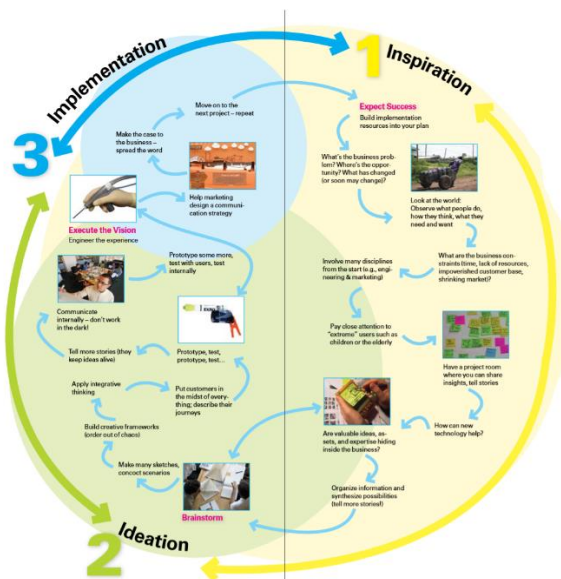 1
Inspiration
Expect Success
Build implementation
resources into your plan
What's the business prob-
lem? Where's the oppor-
tunity? What has changed
(or soon may change)?
Look at the world:
Observe what people do,
how they think, what they
need and want
What are the business con-
straints (time, lack of resources,
impoverished customer base,
shrinking market)?
Involve many disciplines
from the start (e.g., engi-
neering & marketing)
Pay close attention to
"extreme" users such as
children or the elderly
Have a project room
where you can share
insights, tell stories
How can new
technology help?
Are valuable ideas, as-
sets, and expertise hiding
inside the business?
Organize information and
synthesize possibilities
(tell more stories!)
2
Ideation
Brainstorm
Make many sketches,
concoct scenarios
Build creative frameworks
(order out of chaos)
Apply integrative
thinking
Put customers in
the midst of every-
thing; describe their
journeys
Prototype, test,
prototype, test...
Tell more stories (they
keep ideas alive)
Communicate
internally – don't work
in the dark!
Prototype some more,
test with users, test
internally
3
Implementation
Execute the Vision
Engineer the experience
Help marketing
design a communi-
cation strategy
Make the case to
the business –
spread the word
Move on to the
next project – repeat